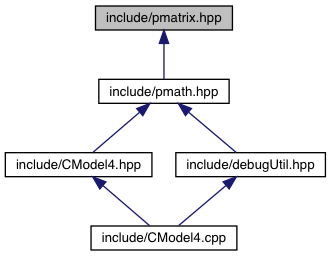 include/pmatrix.hpp
include/pmath.hpp
include/CModel4.hpp
include/debugUtil.hpp
include/CModel4.cpp